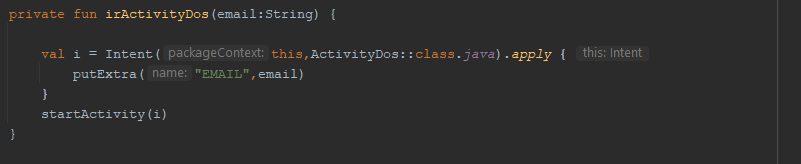 private fun irActivityDos(email:String) {
val i = Intent( packageContext: this,ActivityDos::class.java).apply { this: Intent
putExtra( name: "EMAIL",email)
}
startActivity(i)
}